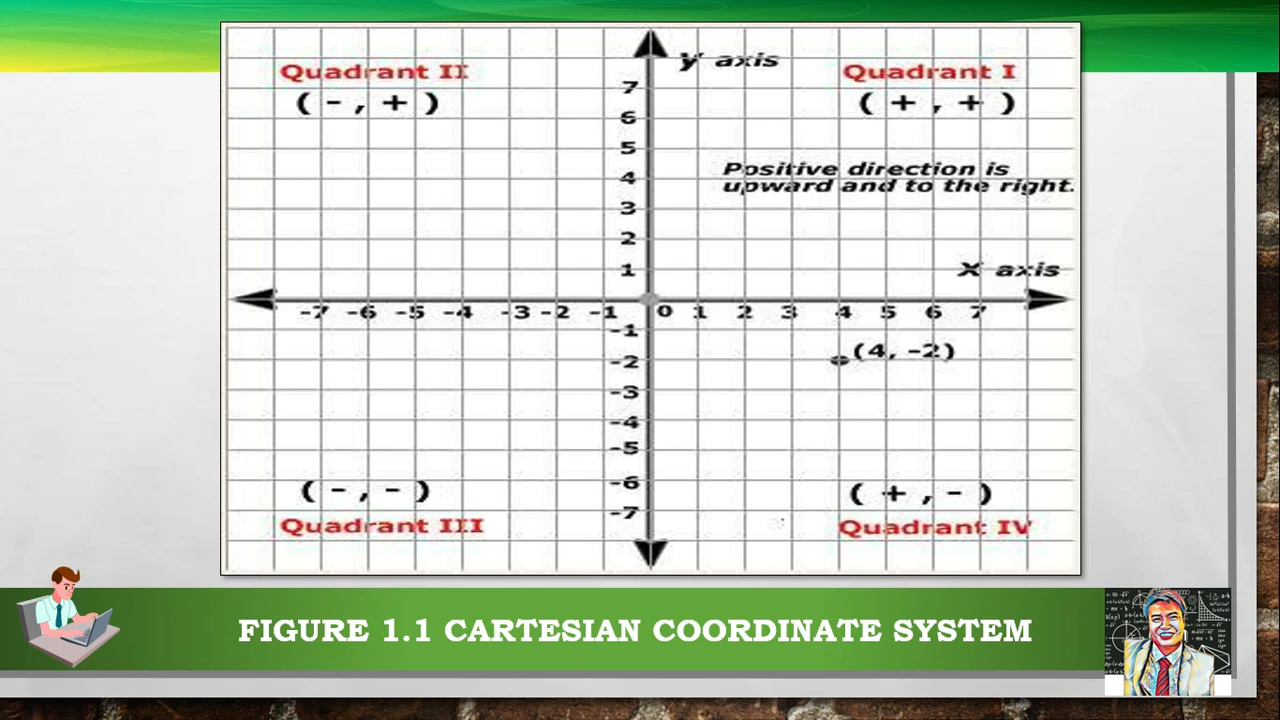 Y axis
Quadrant II
Quadrant I
( - , + )
( + , + )
7
6
5
Positive direction is
4
upward and to the right.
3
2
1
X axis
-7 -6 -5 -4 -3 -2 -1 0 1 2 3 4 5 6 7
-1
(4, -2)
-2
-3
-4
-5
-6
( - , - )
( + , - )
-7
Quadrant III
Quadrant IV
FIGURE 1.1 CARTESIAN COORDINATE SYSTEM